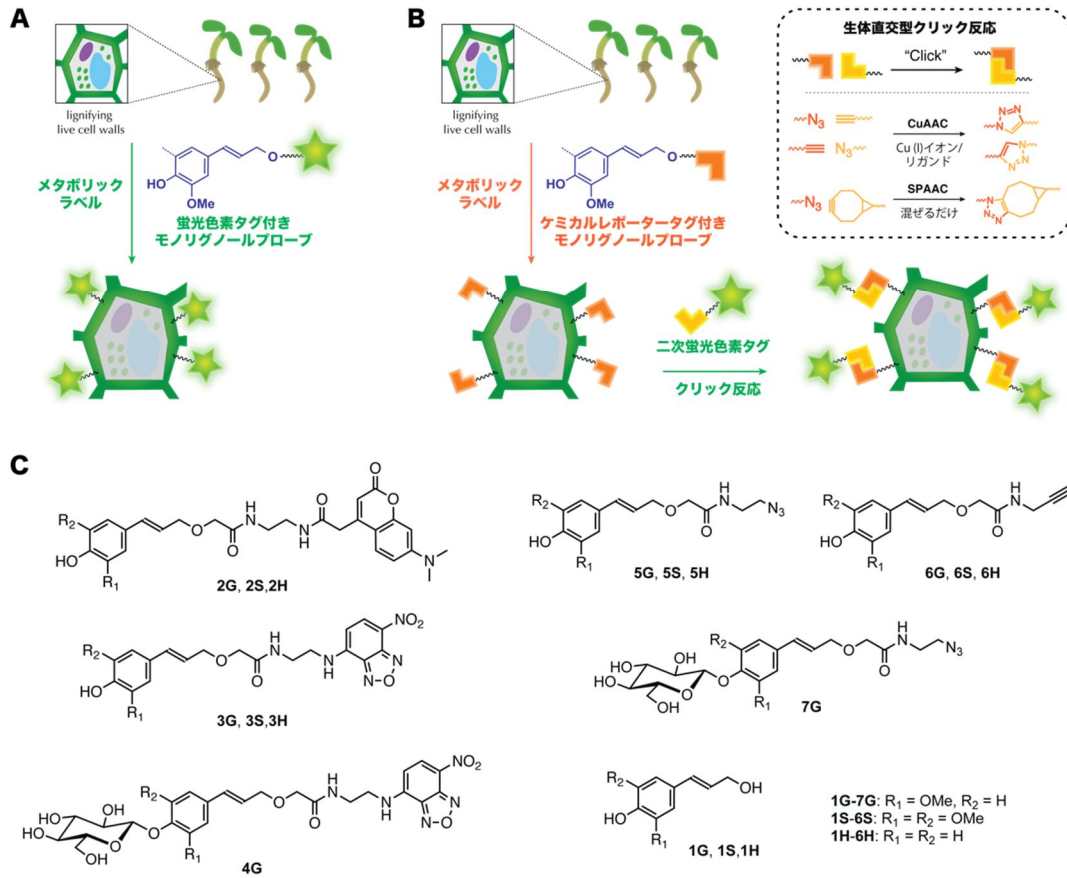 A
lignifying
live cell walls
メタボリック
ラベル
O
HO
OMe
蛍光色素タグ付き
モノリグノールプローブ
B
lignifying
live cell walls
メタボリック
ラベル
O
HO
OMe
ケミカルレポータータグ付き
モノリグノールプローブ
二次蛍光色素タグ
クリック反応
生体直交型クリック反応
“Click”
N3
CuAAC
Cu (I)イオン/
リガンド
N3
N=N
N
N
N=N
N3
SPAAC
混ぜるだけ
N
N=N
C
R2
HO
R1
O
O
H
N
N
H
O
O
O
N
2G, 2S,2H
R2
HO
R1
O
O
H
N
N3
5G, 5S, 5H
R2
HO
R1
O
O
H
N
6G, 6S, 6H
R2
HO
R1
O
O
H
N
N
H
NO2
N
O
N
3G, 3S,3H
HO
HO
OH
OH
O
O
R2
R1
O
O
H
N
N3
7G
HO
HO
OH
OH
O
O
R2
R1
O
O
H
N
N
H
NO2
N
O
N
4G
R2
HO
R1
OH
1G, 1S,1H
1G-7G: R1 = OMe, R2 = H
1S-6S: R1 = R2 = OMe
1H-6H: R1 = R2 = H